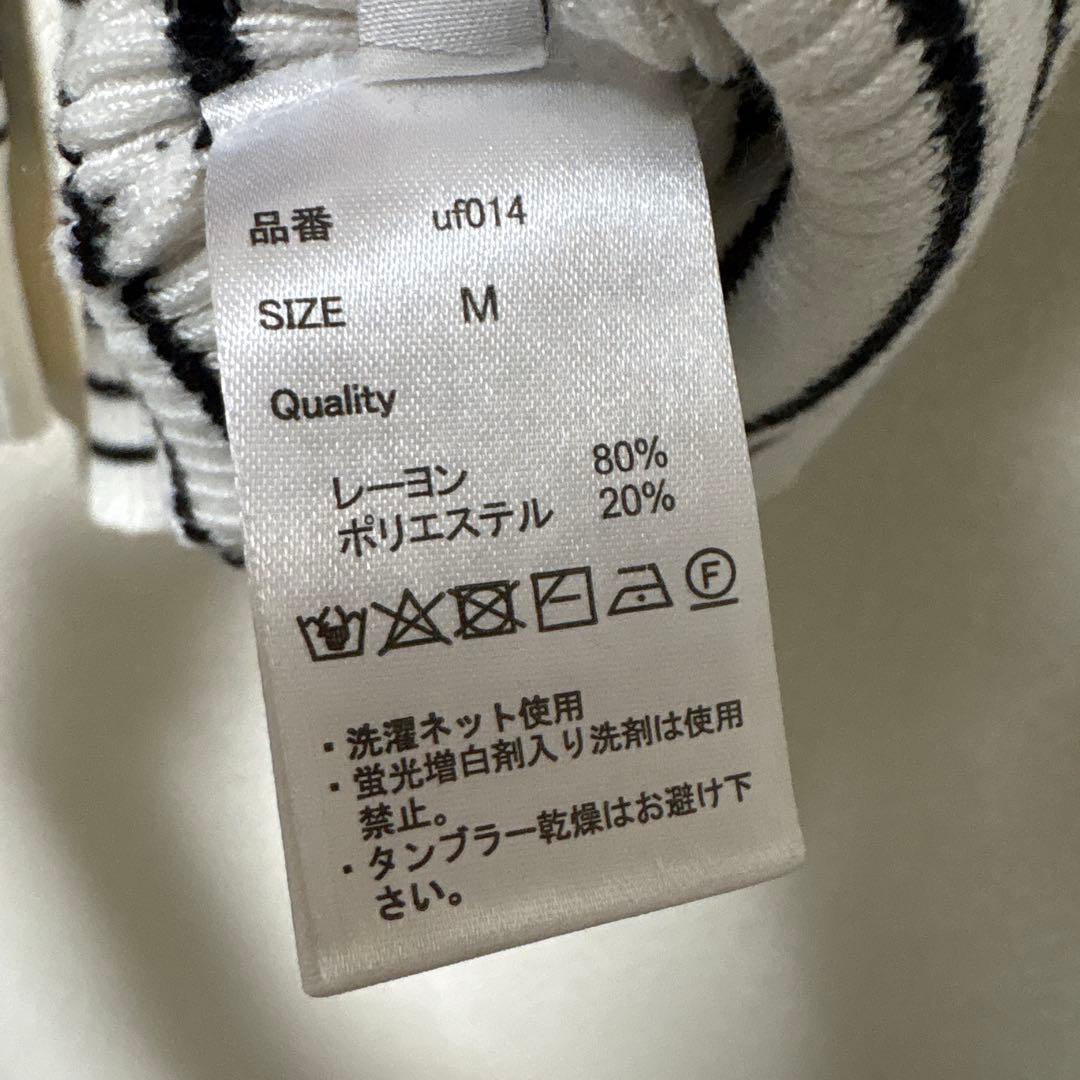 品番 uf014
SIZE M
Quality
レーヨン 80%
ポリエステル 20%
F
・洗濯ネット使用
・蛍光増白剤入り洗剤は使用
禁止。
・タンブラー乾燥はお避け下
さい。